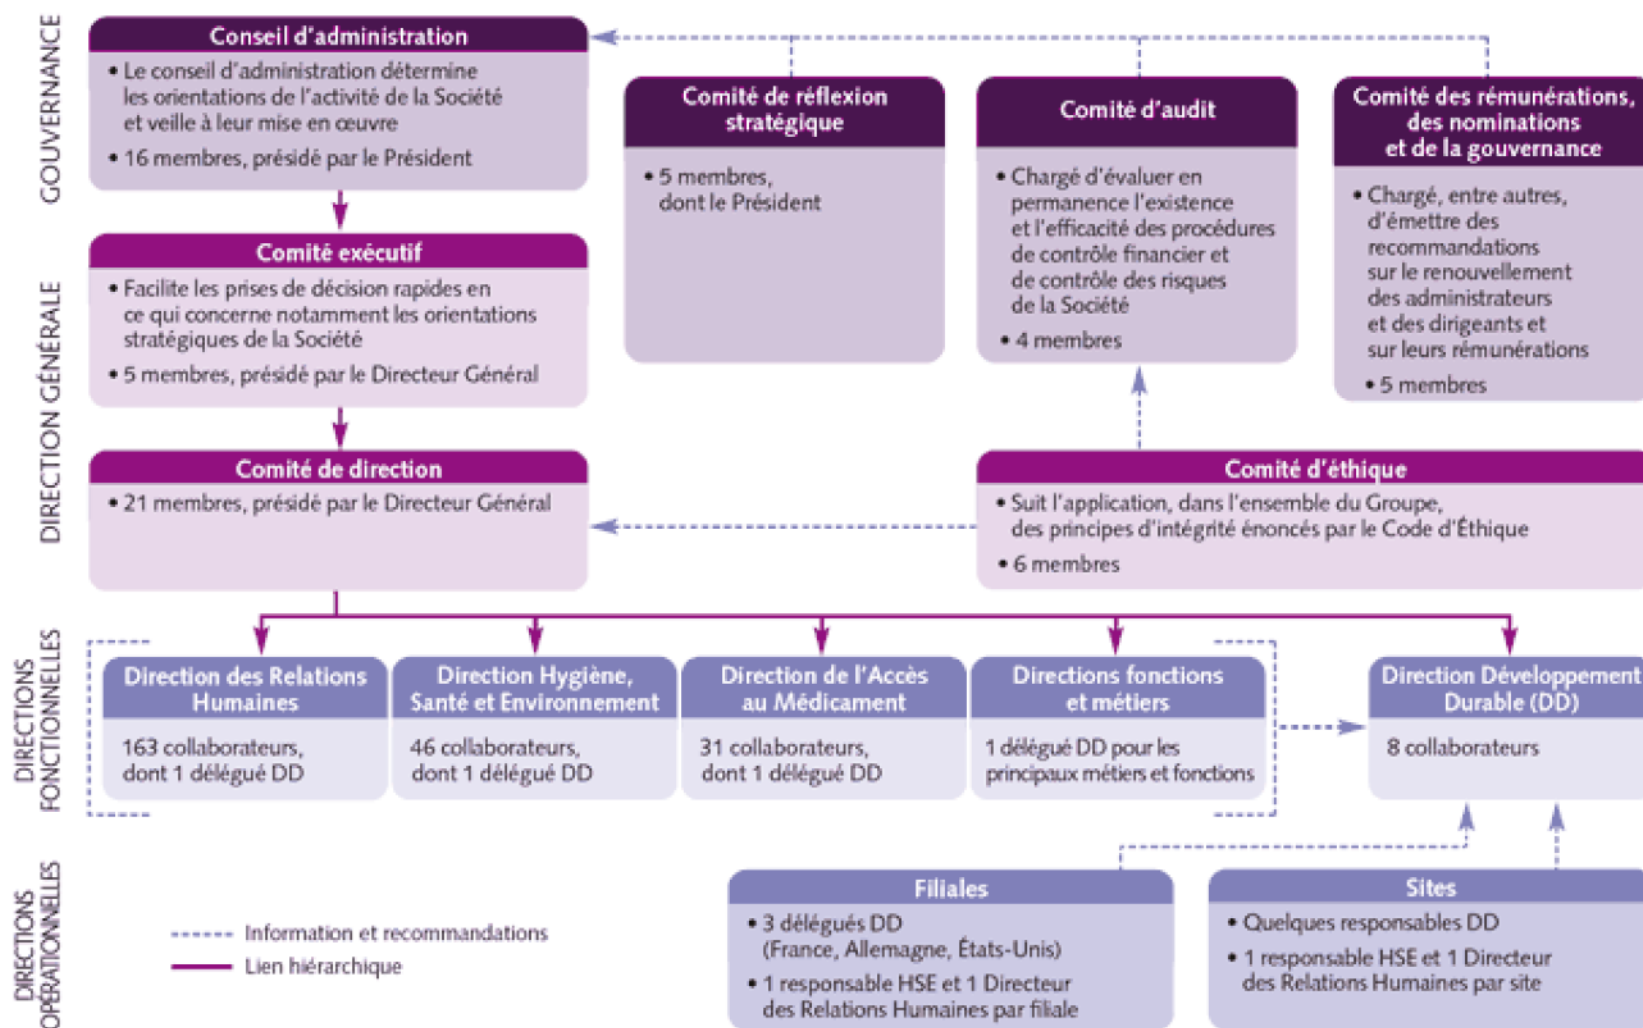 GOUVERNANCE
Conseil d'administration
• Le conseil d'administration détermine
les orientations de l'activité de la Société
et veille à leur mise en œuvre
• 16 membres, présidé par le Président
Comité de réflexion
stratégique
• 5 membres,
dont le Président
Comité d'audit
• Chargé d'évaluer en
permanence l'existence
et l'efficacité des procédures
de contrôle financier et
de contrôle des risques
de la Société
• 4 membres
Comité des rémunérations,
des nominations
et de la gouvernance
• Chargé, entre autres,
d'émettre des
recommandations
sur le renouvellement
des administrateurs
et des dirigeants et
sur leurs rémunérations
• 5 membres
DIRECTION GÉNÉRALE
Comité exécutif
• Facilite les prises de décision rapides en
ce qui concerne notamment les orientations
stratégiques de la Société
• 5 membres, présidé par le Directeur Général
Comité de direction
• 21 membres, présidé par le Directeur Général
Comité d'éthique
• Suit l'application, dans l'ensemble du Groupe,
des principes d'intégrité énoncés par le Code d'Éthique
• 6 membres
DIRECTIONS
FONCTIONNELLES
Direction des Relations
Humaines
163 collaborateurs,
dont 1 délégué DD
Direction Hygiène,
Santé et Environnement
46 collaborateurs,
dont 1 délégué DD
Direction de l'Accès
au Médicament
31 collaborateurs,
dont 1 délégué DD
Directions fonctions
et métiers
1 délégué DD pour les
principaux métiers et fonctions
Direction Développement
Durable (DD)
8 collaborateurs
DIRECTIONS
OPÉRATIONNELLES
Information et recommandations
Lien hiérarchique
Filiales
• 3 délégués DD
(France, Allemagne, États-Unis)
• 1 responsable HSE et 1 Directeur
des Relations Humaines par filiale
Sites
• Quelques responsables DD
• 1 responsable HSE et 1 Directeur
des Relations Humaines par site